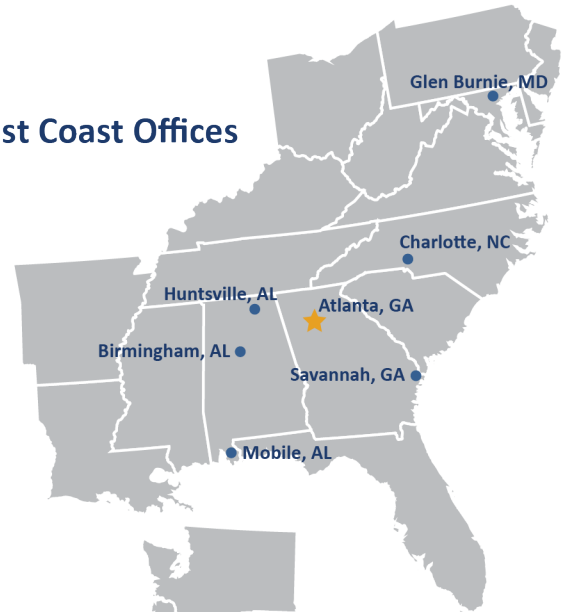 Glen Burnie, MD
st Coast Offices
Charlotte, NC
Huntsville, AL
Atlanta, GA
Birmingham, AL
Savannah, GA
Mobile, AL